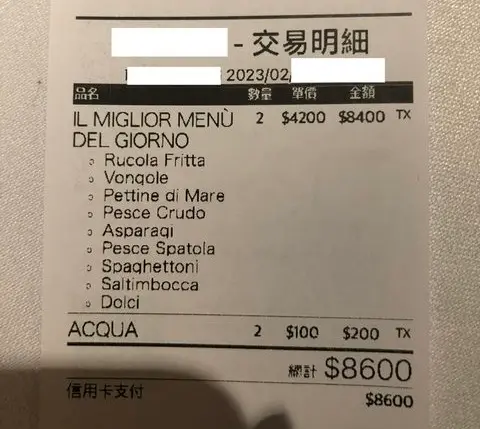 - 交易明細
2023/02
品名 數量 單價 金額
IL MIGLIOR MENÙ 2 $4200 $8400 TX
DEL GIORNO
Rucola Fritta
Vongole
Pettine di Mare
Pesce Crudo
Asparagi
Pesce Spatola
Spaghettoni
Saltimbocca
Dolci
ACQUA 2 $100 $200 TX
總計 $8600
信用卡支付
$8600